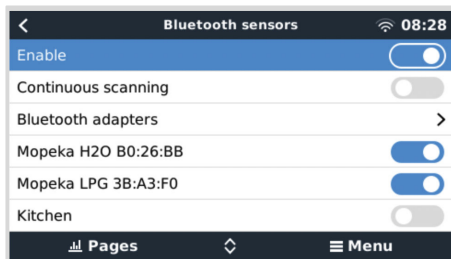 Bluetooth sensors 08:28
Enable
Continuous scanning
Bluetooth adapters
Mopeka H2O B0:26:BB
Mopeka LPG 3B:A3:F0
Kitchen
Pages Menu